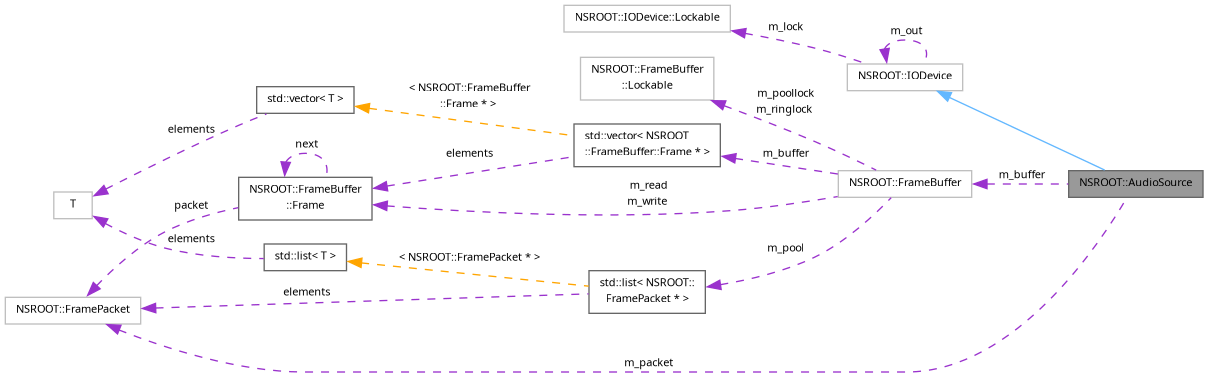 NSROOT::IODevice::Lockable
m_lock
m_out
NSROOT::IODevice
NSROOT::FrameBuffer
::Lockable
m_poollock
m_ringlock
std::vector< T >
< NSROOT::FrameBuffer
::Frame * >
std::vector< NSROOT
::FrameBuffer::Frame * >
elements
next
elements
m_buffer
NSROOT::FrameBuffer
::Frame
m_read
m_write
NSROOT::FrameBuffer
m_buffer
NSROOT::AudioSource
T
packet
elements
std::list< T >
< NSROOT::FramePacket * >
m_pool
std::list< NSROOT::
FramePacket * >
elements
NSROOT::FramePacket
m_packet